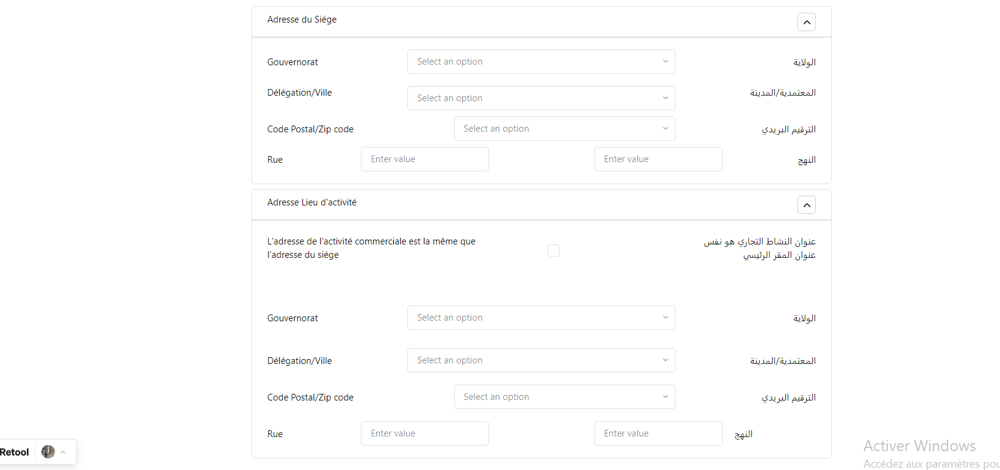 Adresse du Siége
Gouvernorat Select an option الولاية
Délégation/Ville Select an option المعتمدية/المدينة
Code Postal/Zip code Select an option الترقيم البريدي
Rue Enter value Enter value النهج
Adresse Lieu d'activité
L'adresse de l'activité commerciale est la même que
l'adresse du siège
عنوان النشاط التجاري هو نفس
عنوان المقر الرئيسي
Gouvernorat Select an option الولاية
Délégation/Ville Select an option المعتمدية/المدينة
Code Postal/Zip code Select an option الترقيم البريدي
Rue Enter value Enter value النهج
Retool
Activer Windows
Accédez aux paramètres pou